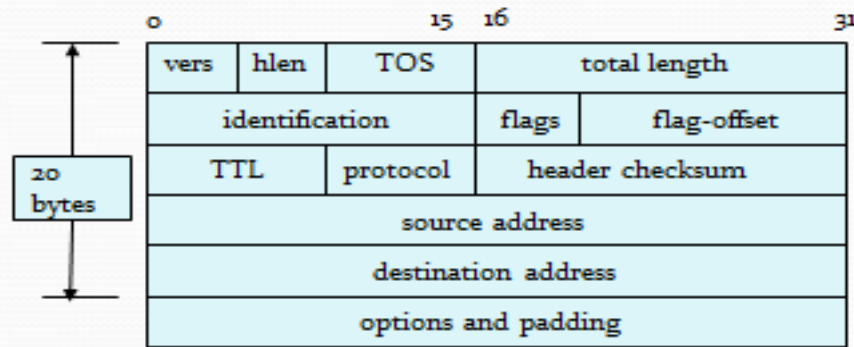 0 15 16 31
vers hlen TOS total length
identification flags flag-offset
20 bytes
TTL protocol header checksum
source address
destination address
options and padding